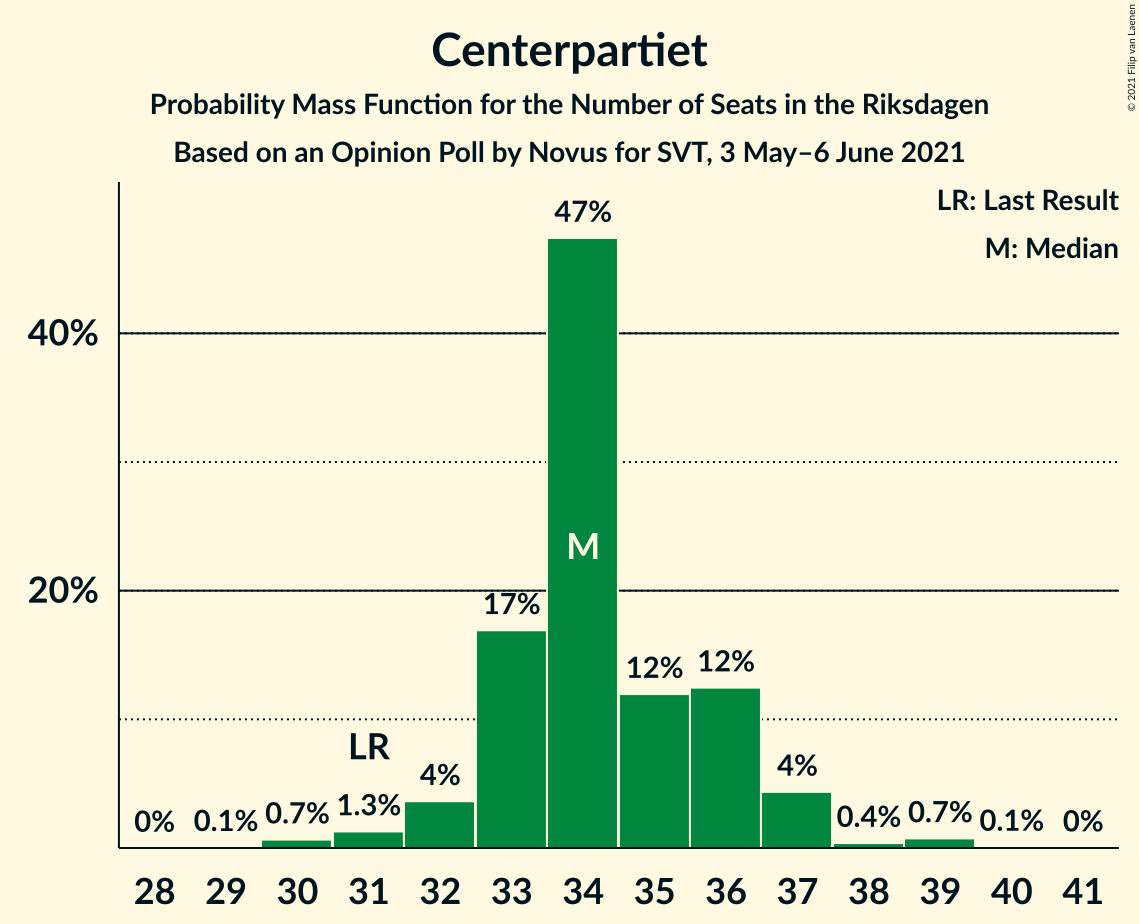 Centerpartiet
Probability Mass Function for the Number of Seats in the Riksdagen
Based on an Opinion Poll by Novus for SVT, 3 May–6 June 2021
© 2021 Filip van Laenen
LR: Last Result
M: Median
40%
20%
0%
0.1%
0.7%
1.3%
LR
4%
17%
47%
M
12%
12%
4%
0.4%
0.7%
0.1%
0%
28 29 30 31 32 33 34 35 36 37 38 39 40 41